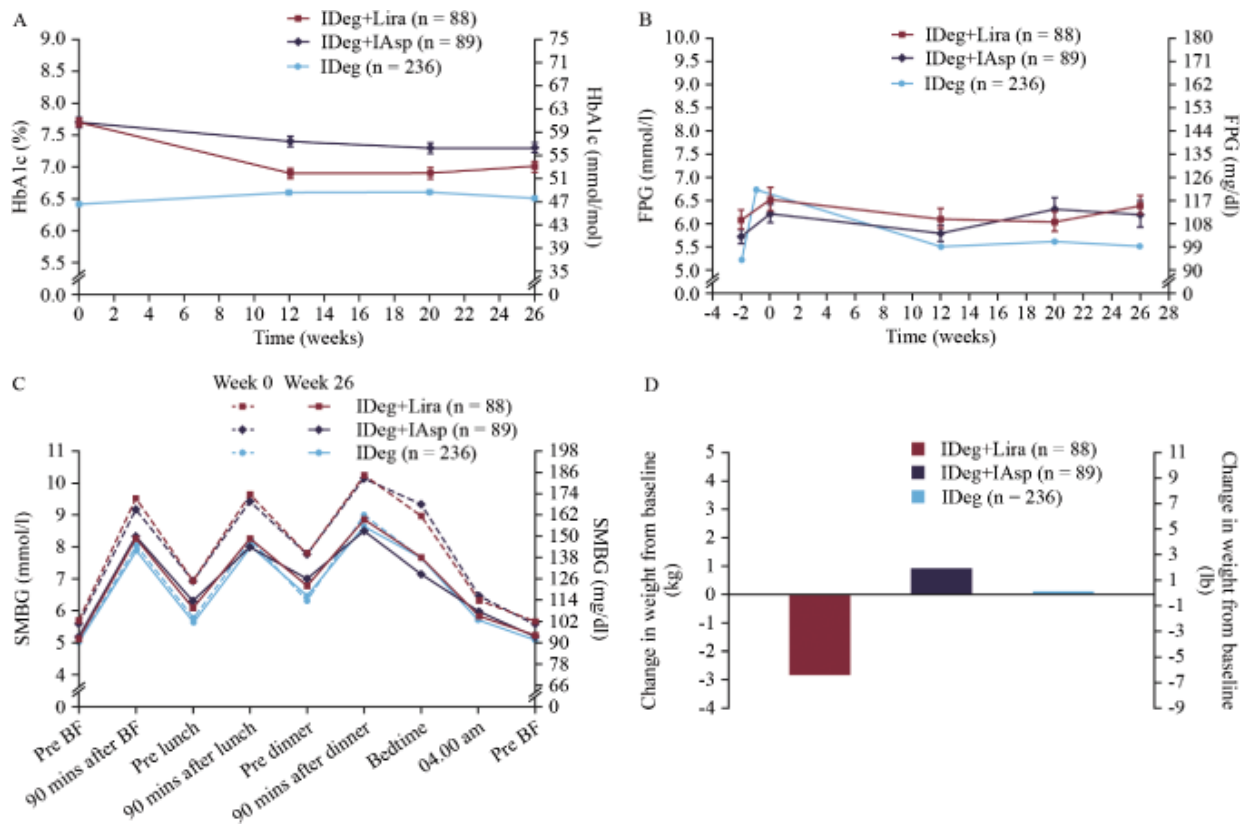 A
IDeg+Lira (n = 88)
IDeg+IAsp (n = 89)
IDeg (n = 236)
HbA1c (%)
9.0
8.5
8.0
7.5
7.0
6.5
6.0
5.5
0.0
HbA1c (mmol/mol)
75
67
63
59
55
51
47
43
39
35
0
0 2 4 6 8 10 12 14 16 18 20 22 24 26
Time (weeks)
B
IDeg+Lira (n = 88)
IDeg+IAsp (n = 89)
IDeg (n = 236)
FPG (mmol/l)
10.0
9.5
9.0
8.5
8.0
7.5
7.0
6.5
6.0
5.5
5.0
0.0
FPG (mg/dl)
180
162
153
144
135
126
117
108
99
90
0
-4 -2 0 2 4 6 8 10 12 14 16 18 20 22 24 26 28
Time (weeks)
C
Week 0 Week 26
IDeg+Lira (n = 88)
IDeg+IAsp (n = 89)
IDeg (n = 236)
SMBG (mmol/l)
11
10
9
8
7
6
5
4
0
SMBG (mg/dl)
198
186
174
162
150
138
126
114
102
90
78
66
0
Pre BF
90 mins after BF
Pre lunch
90 mins after lunch
Pre dinner
90 mins after dinner
Bedtime
04.00 am
Pre BF
D
IDeg+Lira (n = 88)
IDeg+IAsp (n = 89)
IDeg (n − 236)
Change in weight from baseline
(kg)
5
4
3
2
1
0
-1
-2
-3
-4
Change in weight from baseline
(lb)
11
9
7
5
3
1
-1
-3
-5
-7
-9